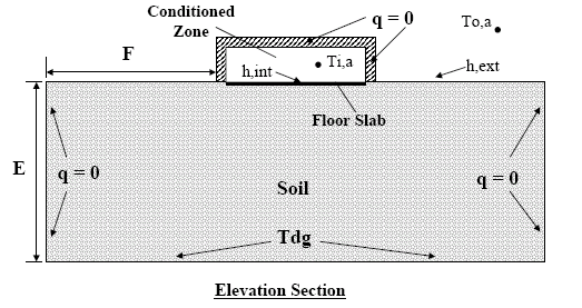 Conditioned
Zone
q = 0
To,a
F
Ti,a
h,int
h,ext
Floor Slab
E
q = 0
q = 0
Soil
Tdg
Elevation Section